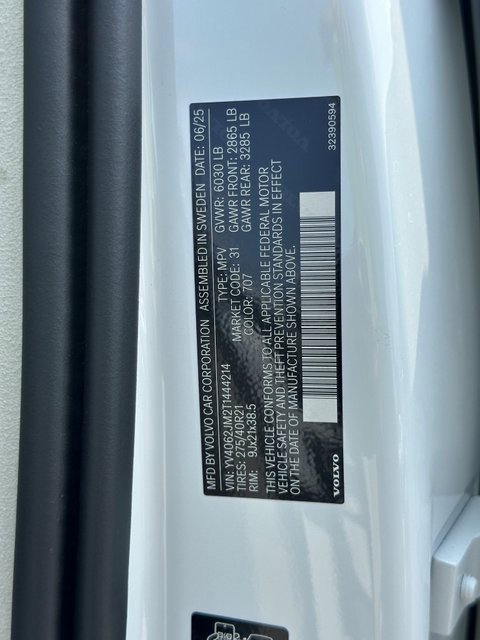 MFD BY VOLVO CAR CORPORATION ASSEMBLED IN SWEDEN DATE: 06/25
VIN: YV4062JM2T1444214 TYPE: MPV GVWR: 6030 LB
TIRES: 275/40R21 MARKET CODE: 31 GAWR FRONT: 2865 LB
RIM: 9Jx21x38.5 COLOR: 707 GAWR REAR: 3285 LB
THIS VEHICLE CONFORMS TO ALL APPLICABLE FEDERAL MOTOR
VEHICLE SAFETY AND THEFT PREVENTION STANDARDS IN EFFECT
ON THE DATE OF MANUFACTURE SHOWN ABOVE.
VOLVO 32390594